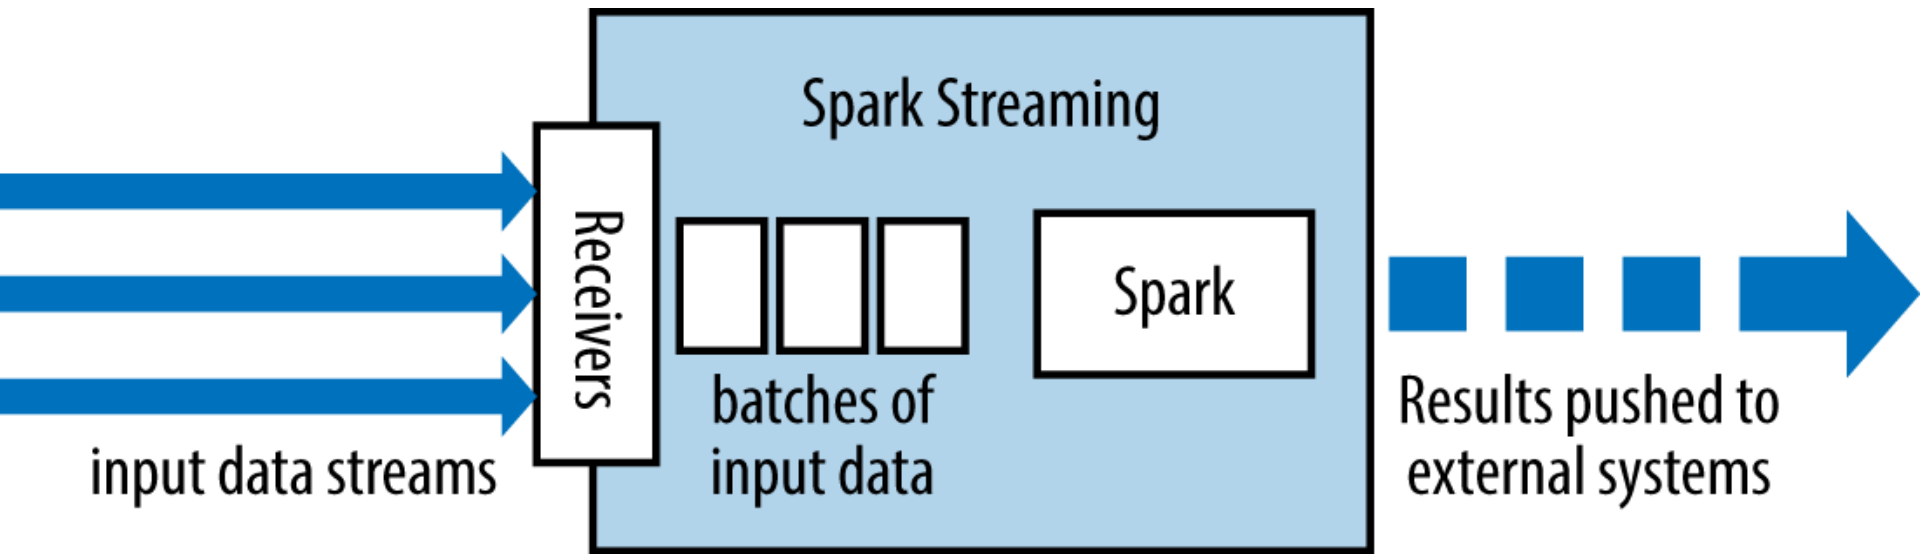 Spark Streaming
Receivers
Spark
batches of
input data
input data streams
Results pushed to
external systems